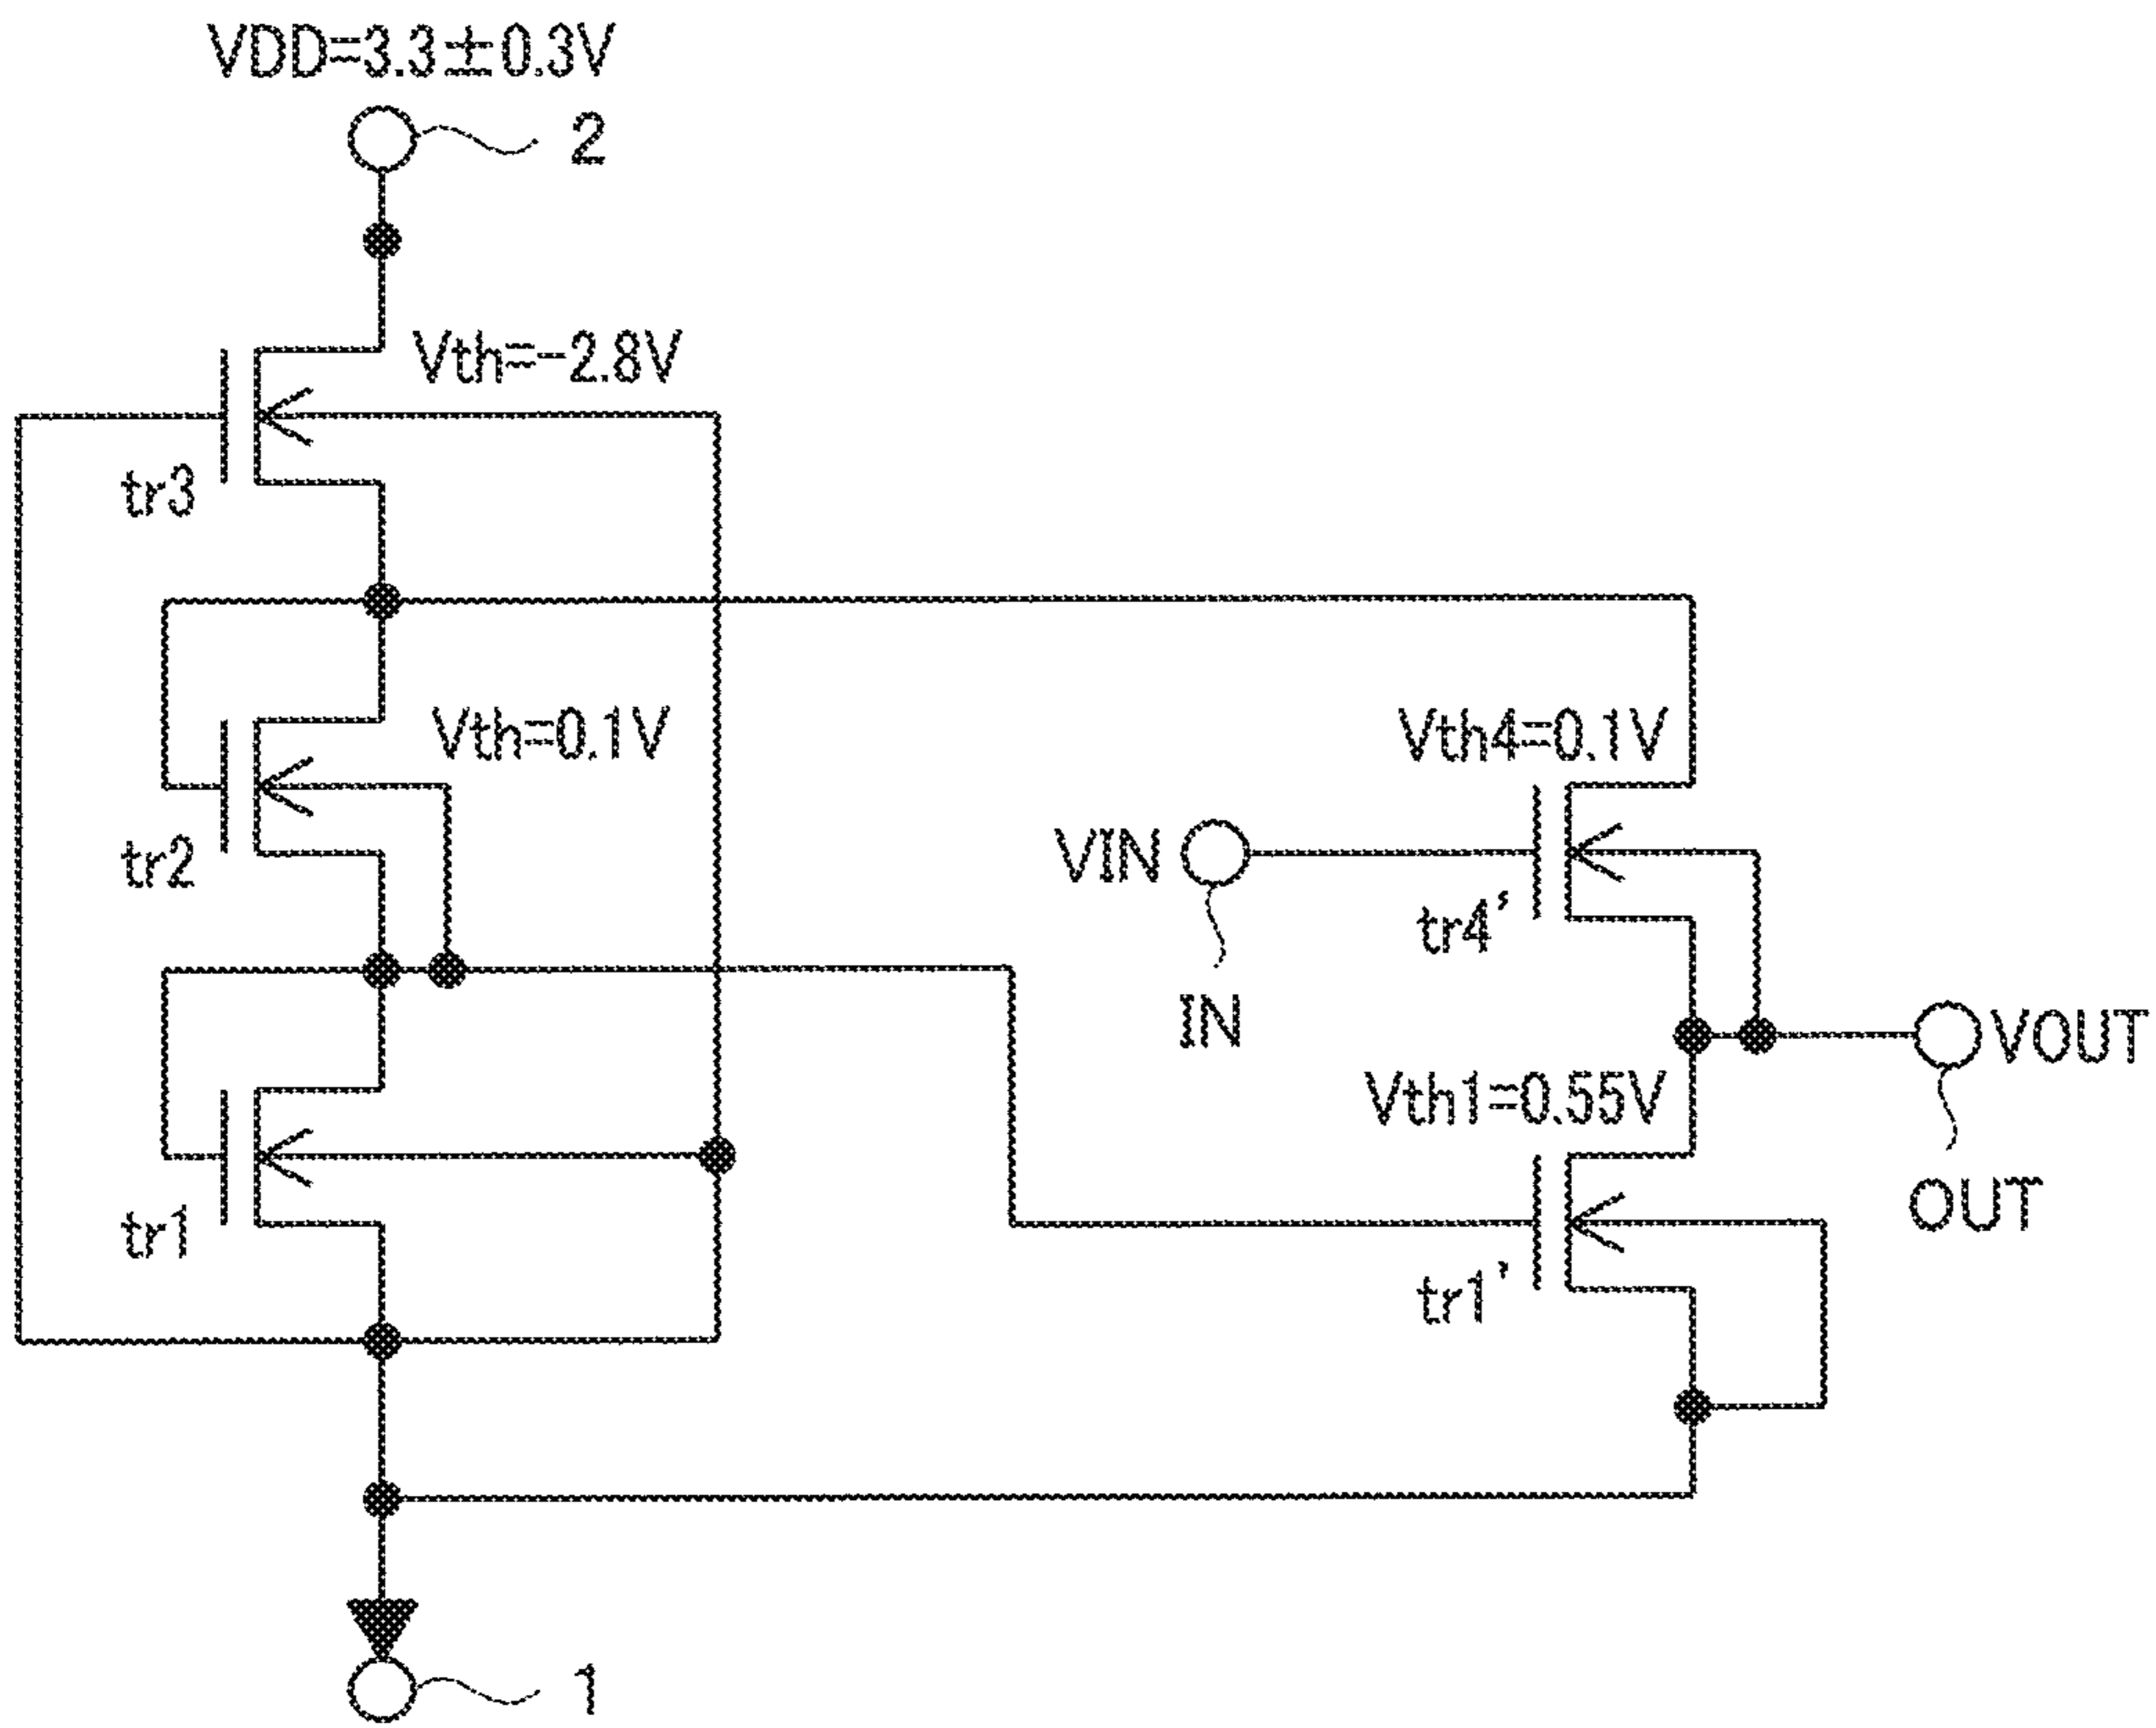 VDD=3.3±0.3V
2
Vth=-2.8V
tr3
Vth=0.1V
tr2
Vth4=0.1V
VIN
tr4'
IN
VOUT
Vth1=0.55V
OUT
tr1
tr1'
1